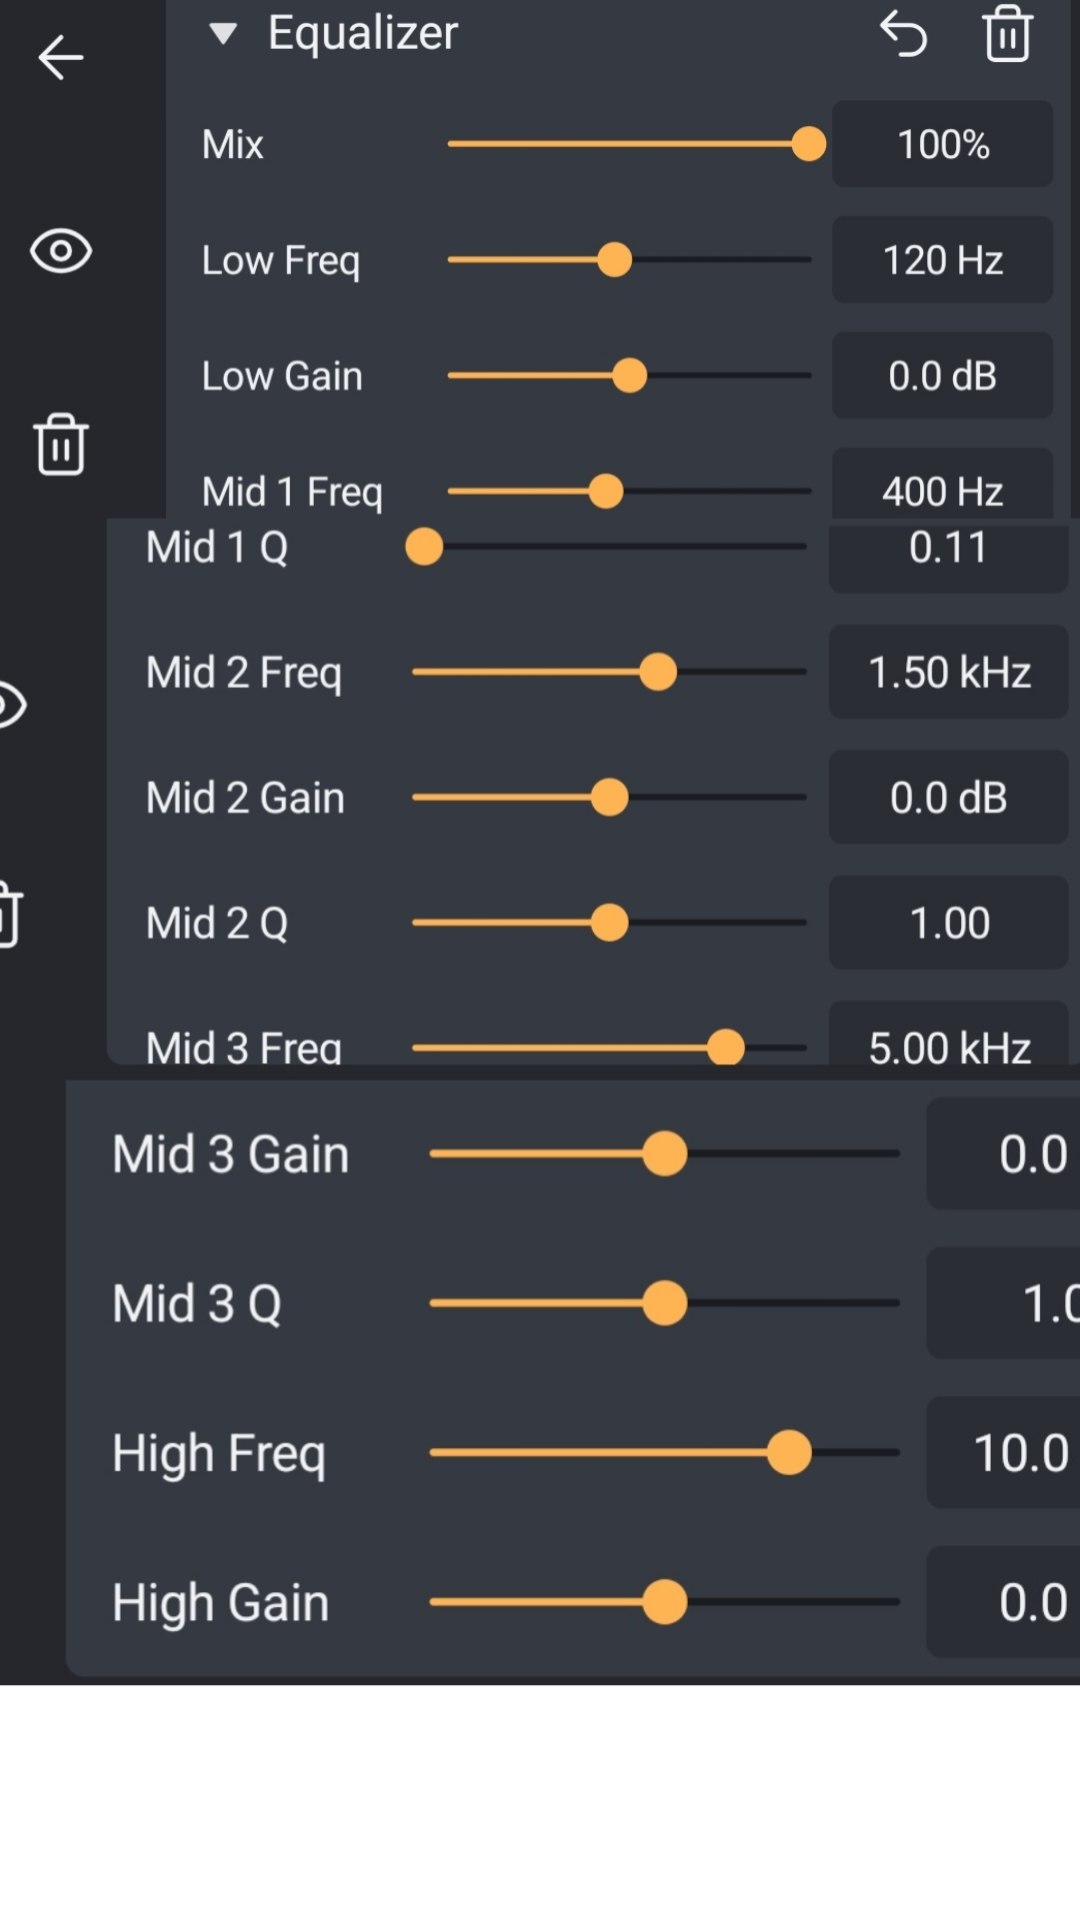 Equalizer
Mix 100%
Low Freq 120 Hz
Low Gain 0.0 dB
Mid 1 Freq 400 Hz
Mid 1 Q 0.11
Mid 2 Freq 1.50 kHz
Mid 2 Gain 0.0 dB
Mid 2 Q 1.00
Mid 3 Freq 5.00 kHz
Mid 3 Gain 0.0
Mid 3 Q 1.0
High Freq 10.0
High Gain 0.0